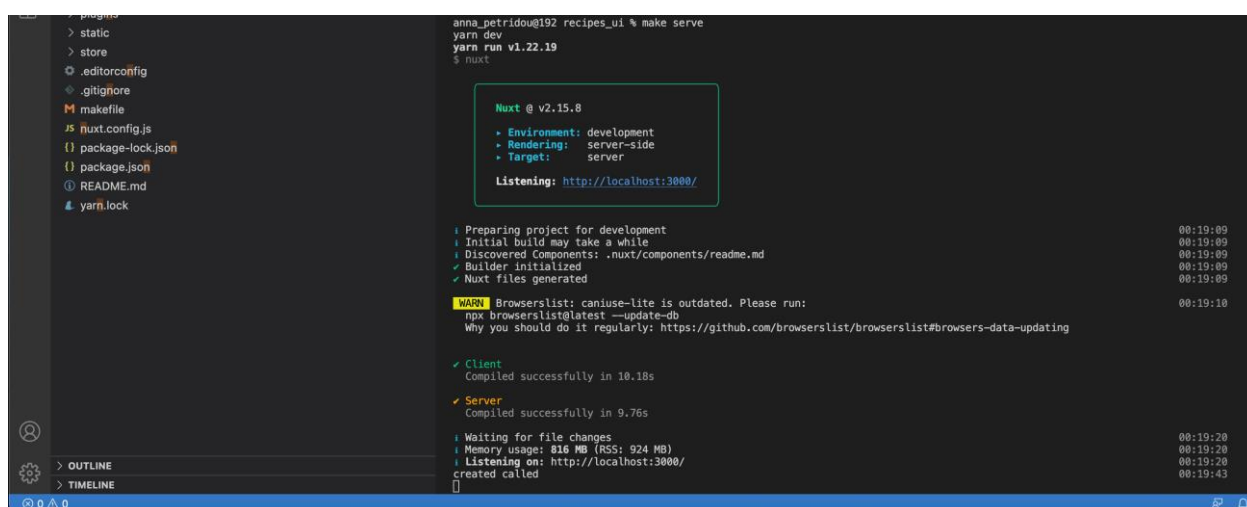 > plugins
> static
> store
.editorconfig
.gitignore
makefile
JS nuxt.config.js
{} package-lock.json
{} package.json
README.md
yarn.lock
> OUTLINE
> TIMELINE
0 0
anna_petridou@192 recipes_ui % make serve
yarn dev
yarn run v1.22.19
$ nuxt
Nuxt @ v2.15.8
▸ Environment: development
▸ Rendering: server-side
▸ Target: server
Listening: http://localhost:3000/
ℹ Preparing project for development 00:19:09
ℹ Initial build may take a while 00:19:09
ℹ Discovered Components: .nuxt/components/readme.md 00:19:09
✔ Builder initialized 00:19:09
✔ Nuxt files generated 00:19:09
WARN Browserslist: caniuse-lite is outdated. Please run: 00:19:10
npx browserslist@latest --update-db
Why you should do it regularly: https://github.com/browserslist/browserslist#browsers-data-updating
✔ Client
Compiled successfully in 10.18s
✔ Server
Compiled successfully in 9.76s
ℹ Waiting for file changes 00:19:20
ℹ Memory usage: 816 MB (RSS: 924 MB) 00:19:20
ℹ Listening on: http://localhost:3000/ 00:19:20
created called 00:19:43